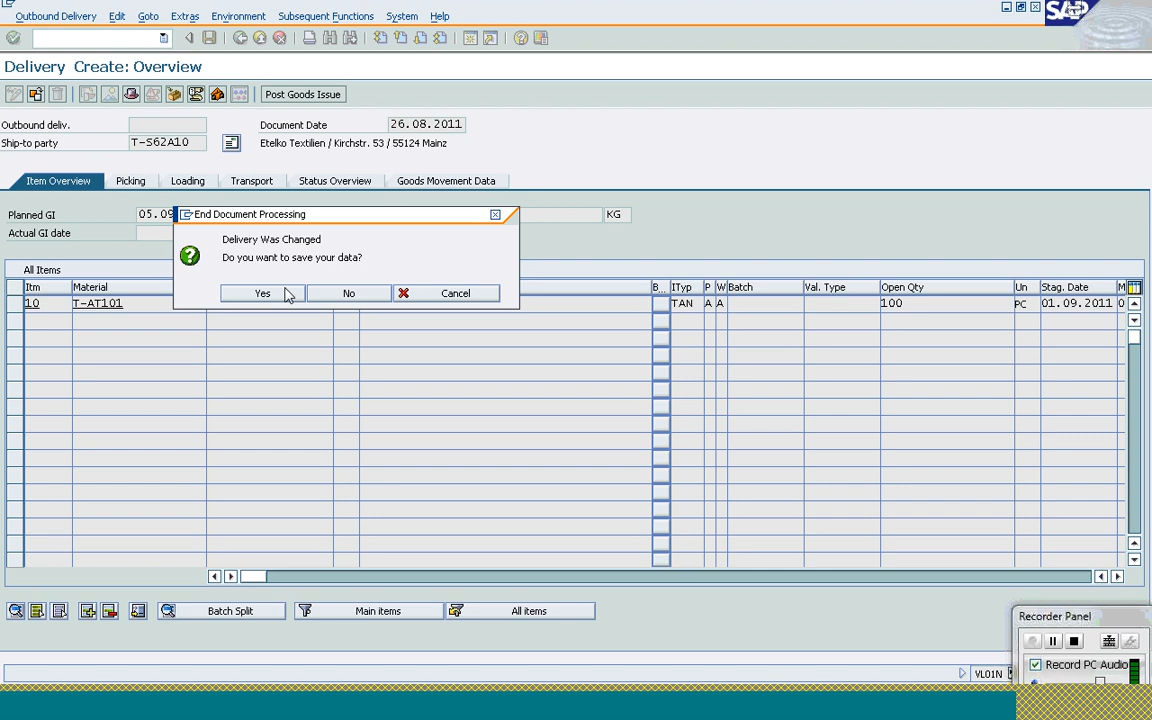 Outbound Delivery Edit Goto Extras Environment Subsequent Functions System Help
SAP
Delivery Create: Overview
Post Goods Issue
Outbound deliv. Document Date 26.08.2011
Ship-to party T-S62A10 Etelko Textilien / Kirchstr. 53 / 55124 Mainz
Item Overview Picking Loading Transport Status Overview Goods Movement Data
Planned GI 05.09 KG
Actual GI date
End Document Processing
Delivery Was Changed
Do you want to save your data?
Yes No Cancel
All Items
Itm Material B... ITyp P W Batch Val. Type Open Qty Un Stag. Date M
10 T-AT101 TAN A A 100 PC 01.09.2011 0
Batch Split Main items All items
Recorder Panel
Record PC Audio
VL01N